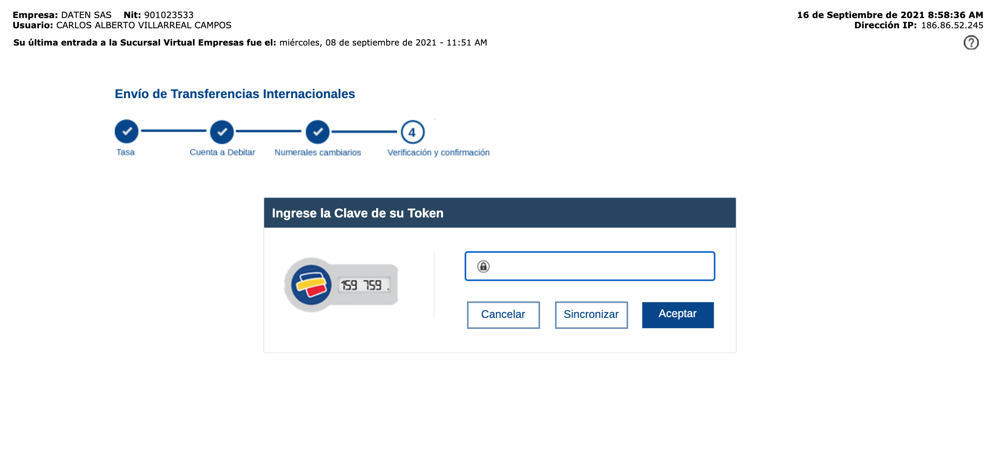 Empresa: DATEN SAS Nit: 901023533
16 de Septiembre de 2021 8:58:36 AM
Usuario: CARLOS ALBERTO VILLARREAL CAMPOS
Dirección IP: 186.86.52.245
Su última entrada a la Sucursal Virtual Empresas fue el: miércoles, 08 de septiembre de 2021 - 11:51 AM
?
Envío de Transferencias Internacionales
4
Tasa Cuenta a Debitar Numerales cambiarios Verificación y confirmación
Ingrese la Clave de su Token
159 759 .
Cancelar Sincronizar Aceptar